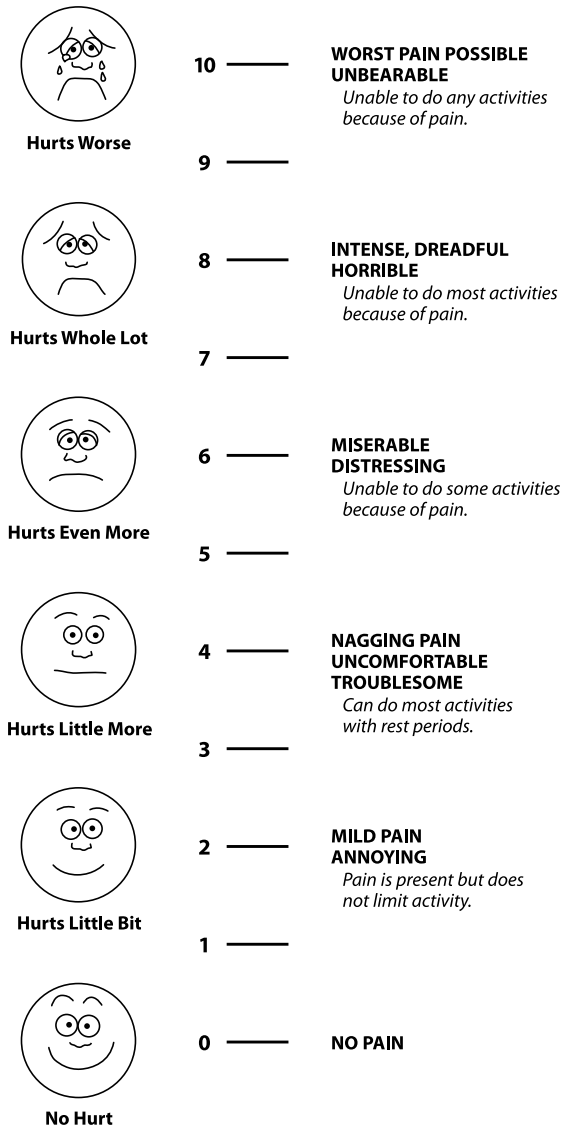 10
WORST PAIN POSSIBLE
UNBEARABLE
Unable to do any activities
because of pain.
Hurts Worse
9
8
INTENSE, DREADFUL
HORRIBLE
Unable to do most activities
because of pain.
Hurts Whole Lot
7
6
MISERABLE
DISTRESSING
Unable to do some activities
because of pain.
Hurts Even More
5
4
NAGGING PAIN
UNCOMFORTABLE
TROUBLESOME
Can do most activities
with rest periods.
Hurts Little More
3
2
MILD PAIN
ANNOYING
Pain is present but does
not limit activity.
Hurts Little Bit
1
0
NO PAIN
No Hurt